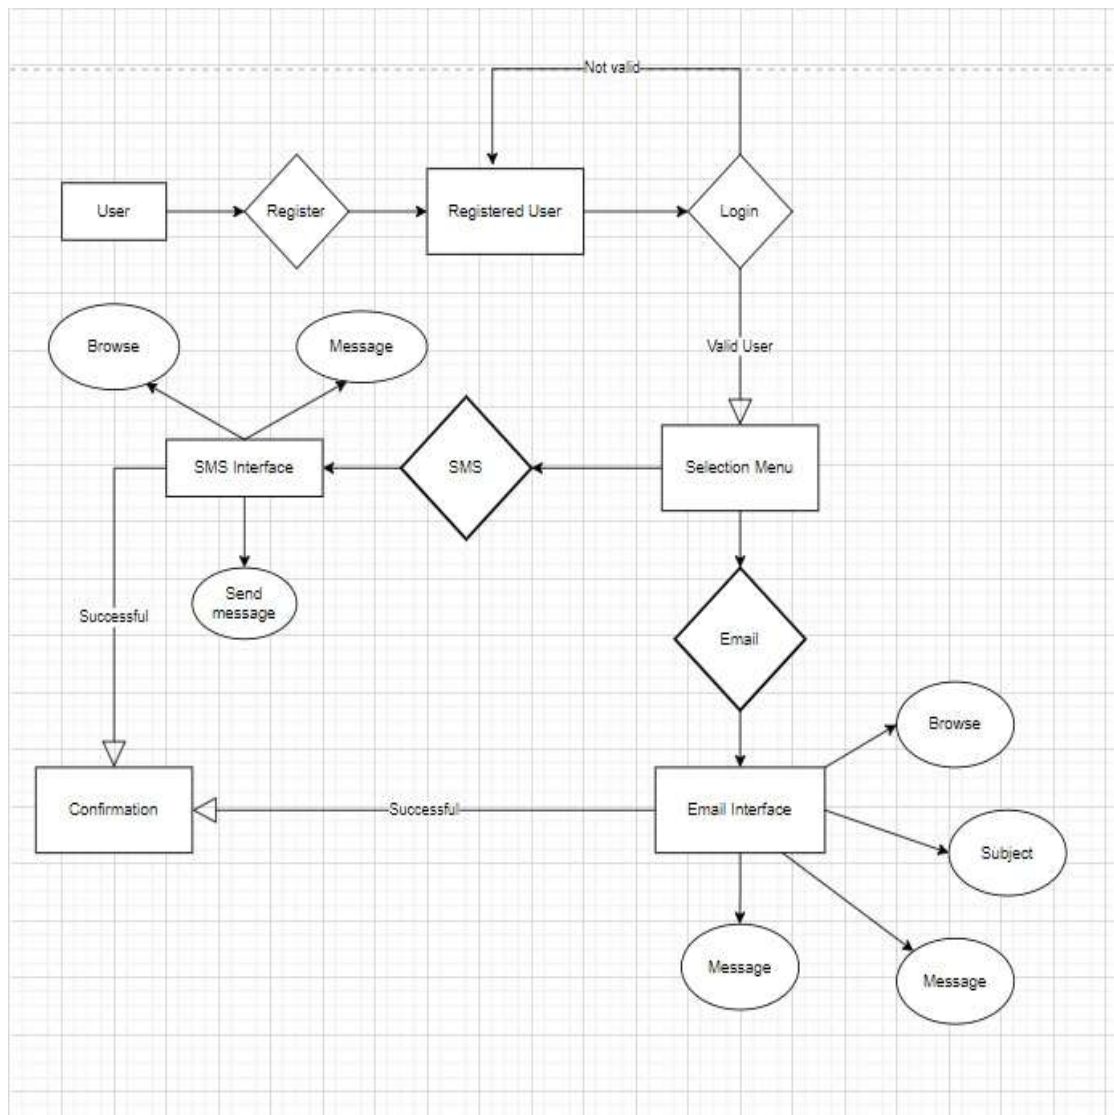 Not valid
User
Register
Registered User
Login
Browse
Message
Valid User
SMS Interface
SMS
Selection Menu
Send
message
Successful
Email
Browse
Confirmation
Successful
Email Interface
Subject
Message
Message